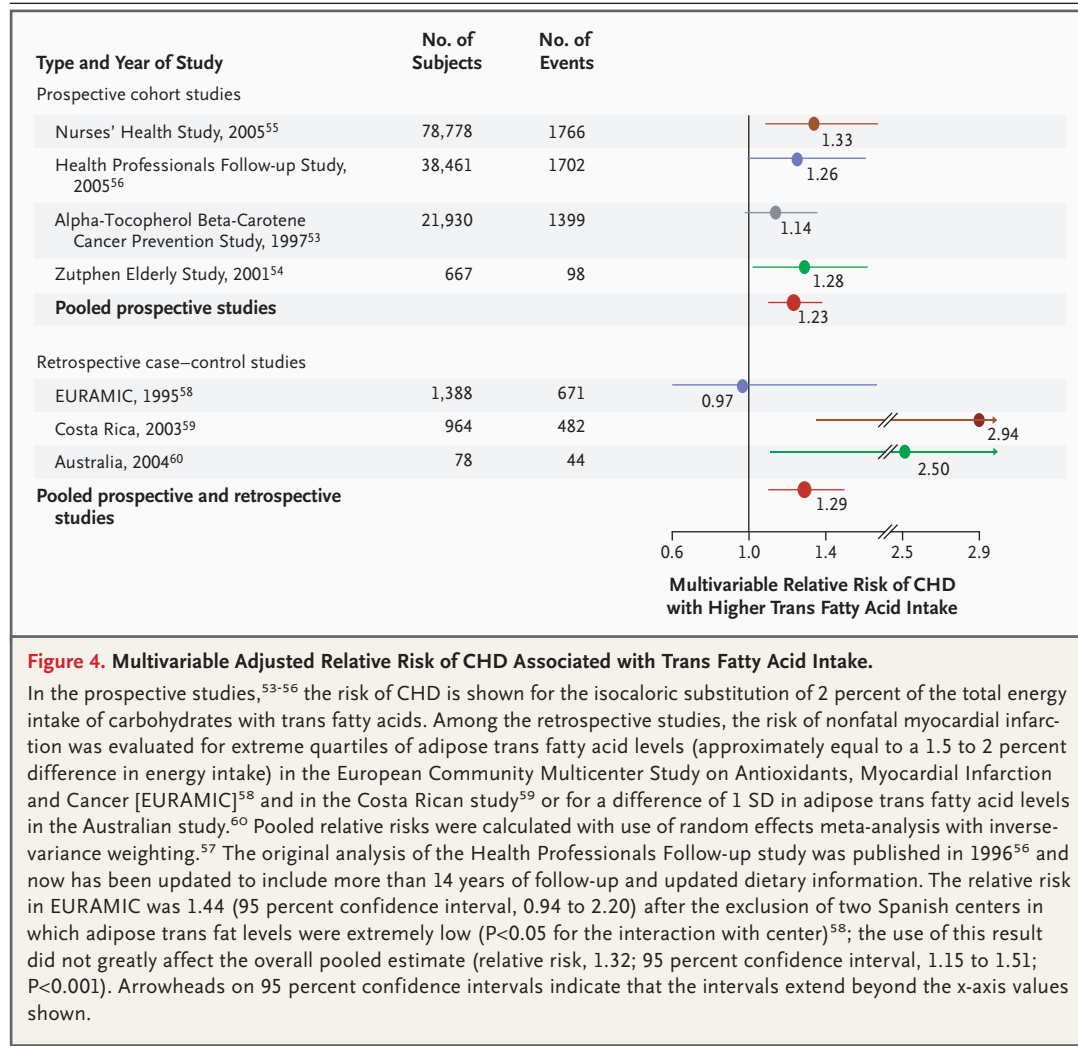 No. of No. of
Type and Year of Study Subjects Events
Prospective cohort studies
Nurses’ Health Study, 2005⁵⁵ 78,778 1766
1.33
Health Professionals Follow-up Study, 38,461 1702
2005⁵⁶
1.26
Alpha-Tocopherol Beta-Carotene 21,930 1399
Cancer Prevention Study, 1997⁵³
1.14
Zutphen Elderly Study, 2001⁵⁴ 667 98
1.28
Pooled prospective studies
1.23
Retrospective case–control studies
EURAMIC, 1995⁵⁸ 1,388 671
0.97
Costa Rica, 2003⁵⁹ 964 482
2.94
Australia, 2004⁶⁰ 78 44
2.50
Pooled prospective and retrospective
studies
1.29
0.6 1.0 1.4 2.5 2.9
Multivariable Relative Risk of CHD
with Higher Trans Fatty Acid Intake
Figure 4. Multivariable Adjusted Relative Risk of CHD Associated with Trans Fatty Acid Intake.
In the prospective studies,⁵³⁻⁵⁶ the risk of CHD is shown for the isocaloric substitution of 2 percent of the total energy
intake of carbohydrates with trans fatty acids. Among the retrospective studies, the risk of nonfatal myocardial infarc-
tion was evaluated for extreme quartiles of adipose trans fatty acid levels (approximately equal to a 1.5 to 2 percent
difference in energy intake) in the European Community Multicenter Study on Antioxidants, Myocardial Infarction
and Cancer [EURAMIC]⁵⁸ and in the Costa Rican study⁵⁹ or for a difference of 1 SD in adipose trans fatty acid levels
in the Australian study.⁶⁰ Pooled relative risks were calculated with use of random effects meta-analysis with inverse-
variance weighting.⁵⁷ The original analysis of the Health Professionals Follow-up study was published in 1996⁵⁶ and
now has been updated to include more than 14 years of follow-up and updated dietary information. The relative risk
in EURAMIC was 1.44 (95 percent confidence interval, 0.94 to 2.20) after the exclusion of two Spanish centers in
which adipose trans fat levels were extremely low (P<0.05 for the interaction with center)⁵⁸; the use of this result
did not greatly affect the overall pooled estimate (relative risk, 1.32; 95 percent confidence interval, 1.15 to 1.51;
P<0.001). Arrowheads on 95 percent confidence intervals indicate that the intervals extend beyond the x-axis values
shown.